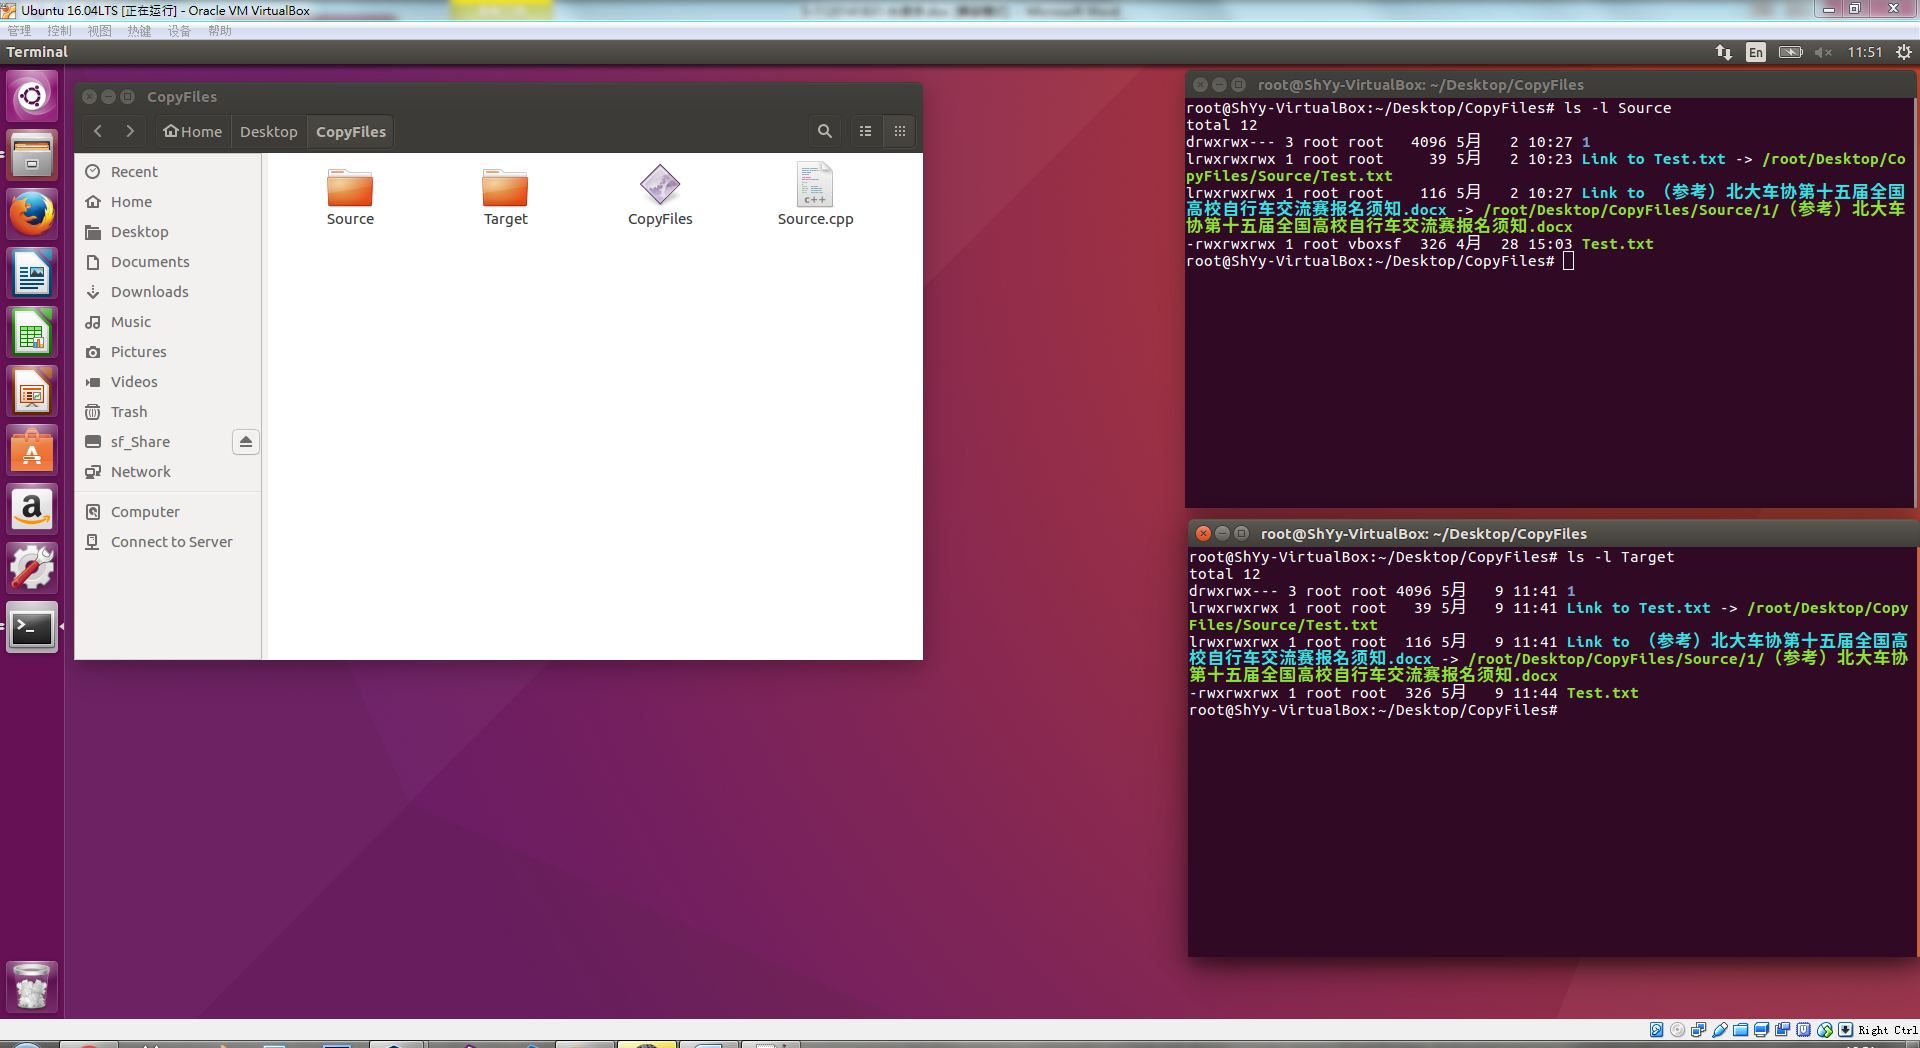 Ubuntu 16.04LTS [正在运行] - Oracle VM VirtualBox
管理 控制 视图 热键 设备 帮助
Terminal
En
11:51
CopyFiles
Home Desktop CopyFiles
Recent
Home
Desktop
Documents
Downloads
Music
Pictures
Videos
Trash
sf_Share
Network
Computer
Connect to Server
Source
Target
CopyFiles
c++
Source.cpp
root@ShYy-VirtualBox: ~/Desktop/CopyFiles
root@ShYy-VirtualBox:~/Desktop/CopyFiles# ls -l Source
total 12
drwxrwx--- 3 root root   4096 5月   2 10:27 1
lrwxrwxrwx 1 root root     39 5月   2 10:23 Link to Test.txt -> /root/Desktop/Co
pyFiles/Source/Test.txt
lrwxrwxrwx 1 root root    116 5月   2 10:27 Link to （参考）北大车协第十五届全国
高校自行车交流赛报名须知.docx -> /root/Desktop/CopyFiles/Source/1/（参考）北大车
协第十五届全国高校自行车交流赛报名须知.docx
-rwxrwxrwx 1 root vboxsf  326 4月  28 15:03 Test.txt
root@ShYy-VirtualBox:~/Desktop/CopyFiles#
root@ShYy-VirtualBox: ~/Desktop/CopyFiles
root@ShYy-VirtualBox:~/Desktop/CopyFiles# ls -l Target
total 12
drwxrwx--- 3 root root 4096 5月   9 11:41 1
lrwxrwxrwx 1 root root   39 5月   9 11:41 Link to Test.txt -> /root/Desktop/Copy
Files/Source/Test.txt
lrwxrwxrwx 1 root root  116 5月   9 11:41 Link to （参考）北大车协第十五届全国高
校自行车交流赛报名须知.docx -> /root/Desktop/CopyFiles/Source/1/（参考）北大车协
第十五届全国高校自行车交流赛报名须知.docx
-rwxrwxrwx 1 root root  326 5月   9 11:44 Test.txt
root@ShYy-VirtualBox:~/Desktop/CopyFiles#
Right Ctrl